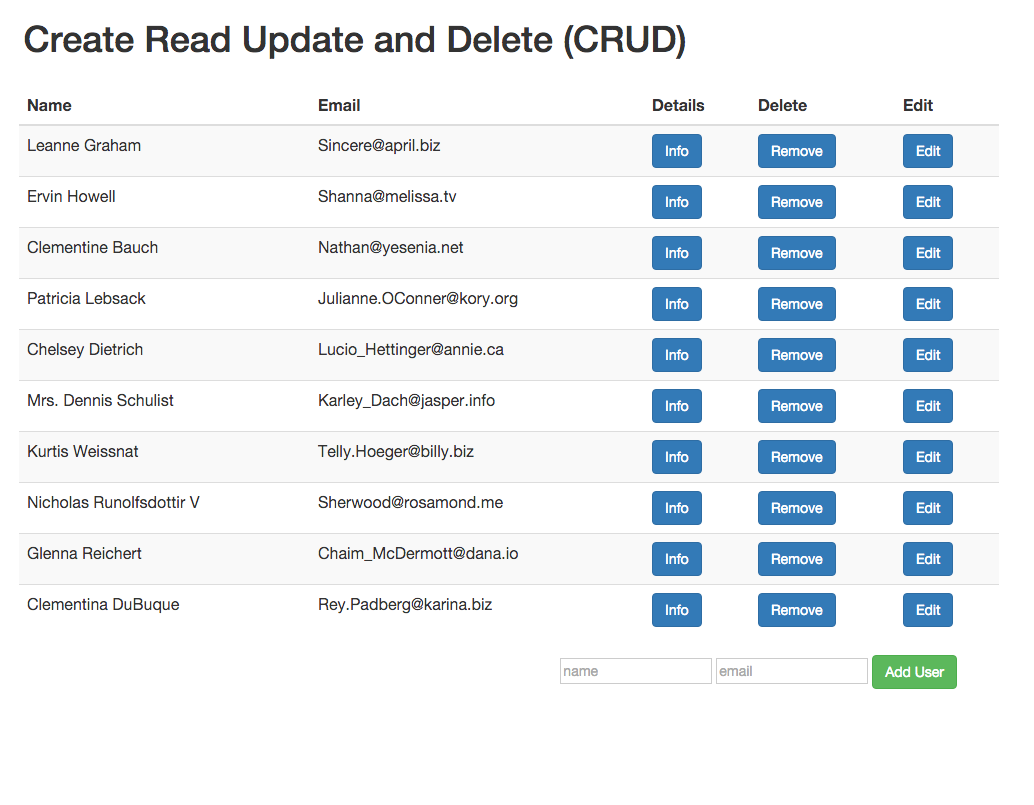 Create Read Update and Delete (CRUD)
Name Email Details Delete Edit
Leanne Graham Sincere@april.biz Info Remove Edit
Ervin Howell Shanna@melissa.tv Info Remove Edit
Clementine Bauch Nathan@yesenia.net Info Remove Edit
Patricia Lebsack Julianne.OConner@kory.org Info Remove Edit
Chelsey Dietrich Lucio_Hettinger@annie.ca Info Remove Edit
Mrs. Dennis Schulist Karley_Dach@jasper.info Info Remove Edit
Kurtis Weissnat Telly.Hoeger@billy.biz Info Remove Edit
Nicholas Runolfsdottir V Sherwood@rosamond.me Info Remove Edit
Glenna Reichert Chaim_McDermott@dana.io Info Remove Edit
Clementina DuBuque Rey.Padberg@karina.biz Info Remove Edit
name email Add User